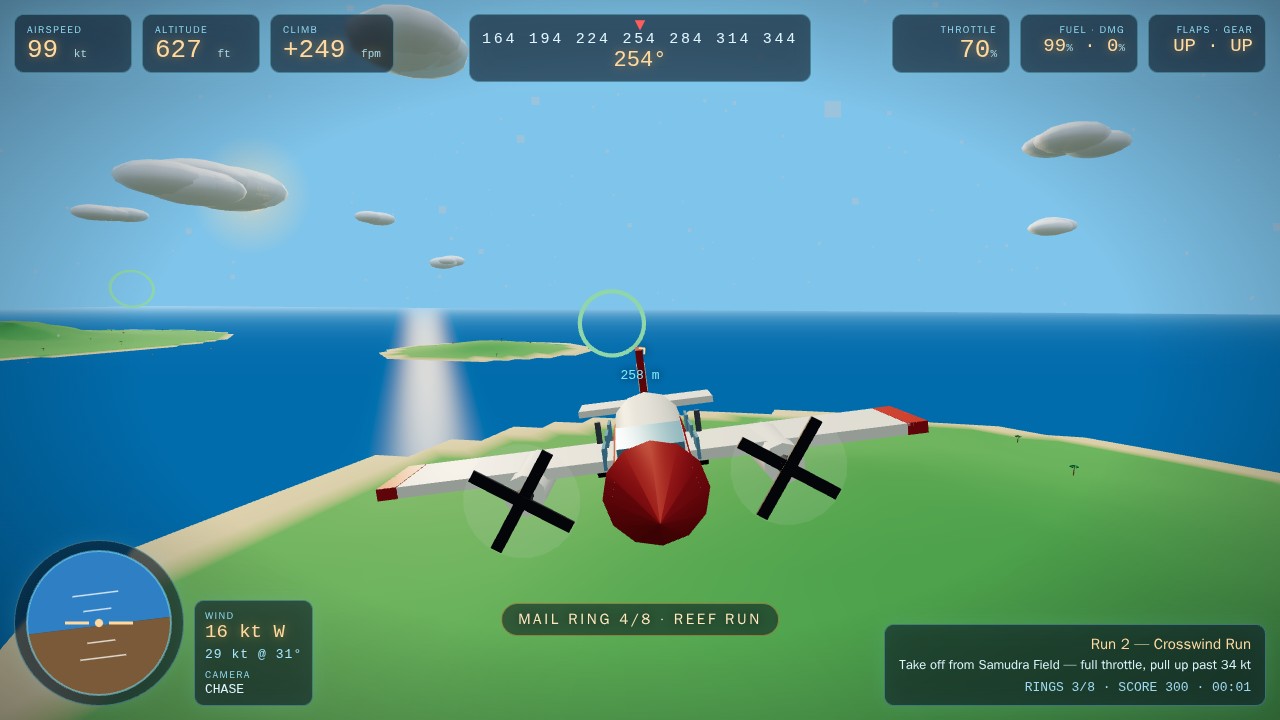 AIRSPEED
99 kt
ALTITUDE
627 ft
CLIMB
+249 fpm
164 194 224 254 284 314 344
254°
THROTTLE
70%
FUEL · DMG
99% · 0%
FLAPS · GEAR
UP · UP
258 m
WIND
16 kt W
29 kt @ 31°
CAMERA
CHASE
MAIL RING 4/8 · REEF RUN
Run 2 — Crosswind Run
Take off from Samudra Field — full throttle, pull up past 34 kt
RINGS 3/8 · SCORE 300 · 00:01